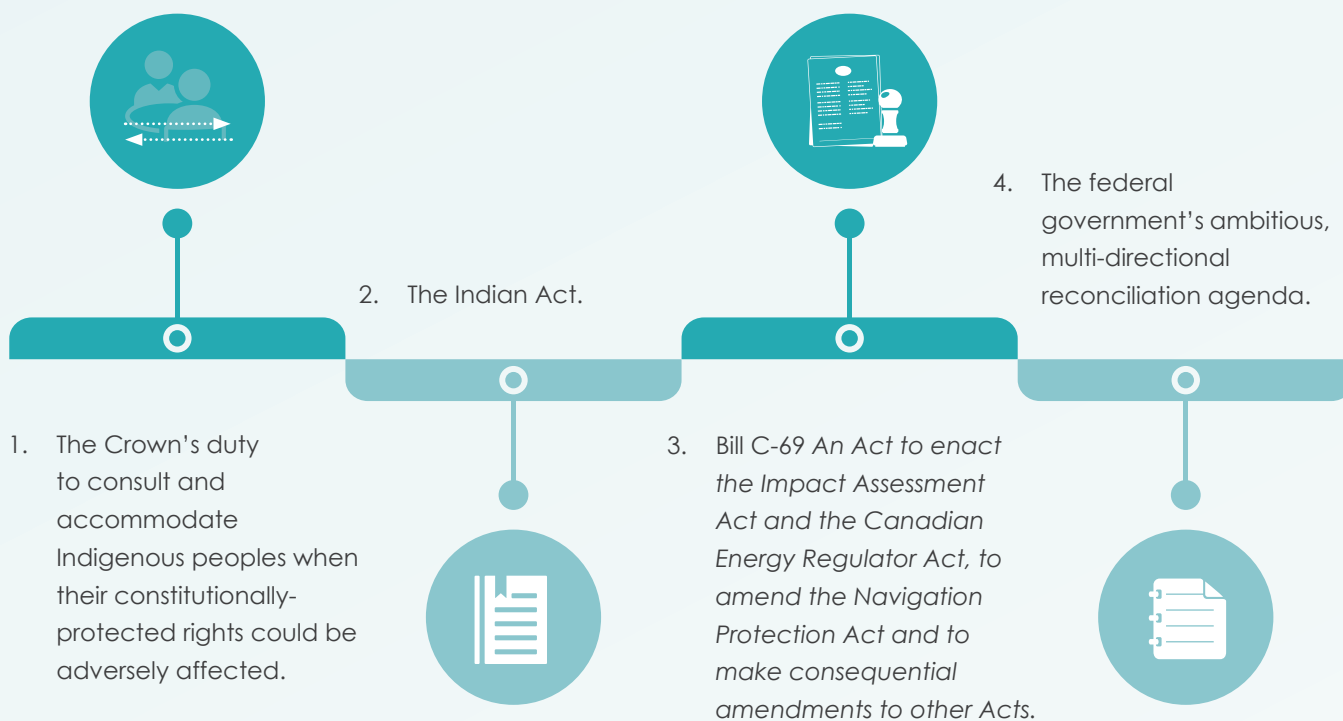 1. The Crown’s duty
to consult and
accommodate
Indigenous peoples when
their constitutionally-
protected rights could be
adversely affected.
2. The Indian Act.
3. Bill C-69 An Act to enact
the Impact Assessment
Act and the Canadian
Energy Regulator Act, to
amend the Navigation
Protection Act and to
make consequential
amendments to other Acts.
4. The federal
government’s ambitious,
multi-directional
reconciliation agenda.